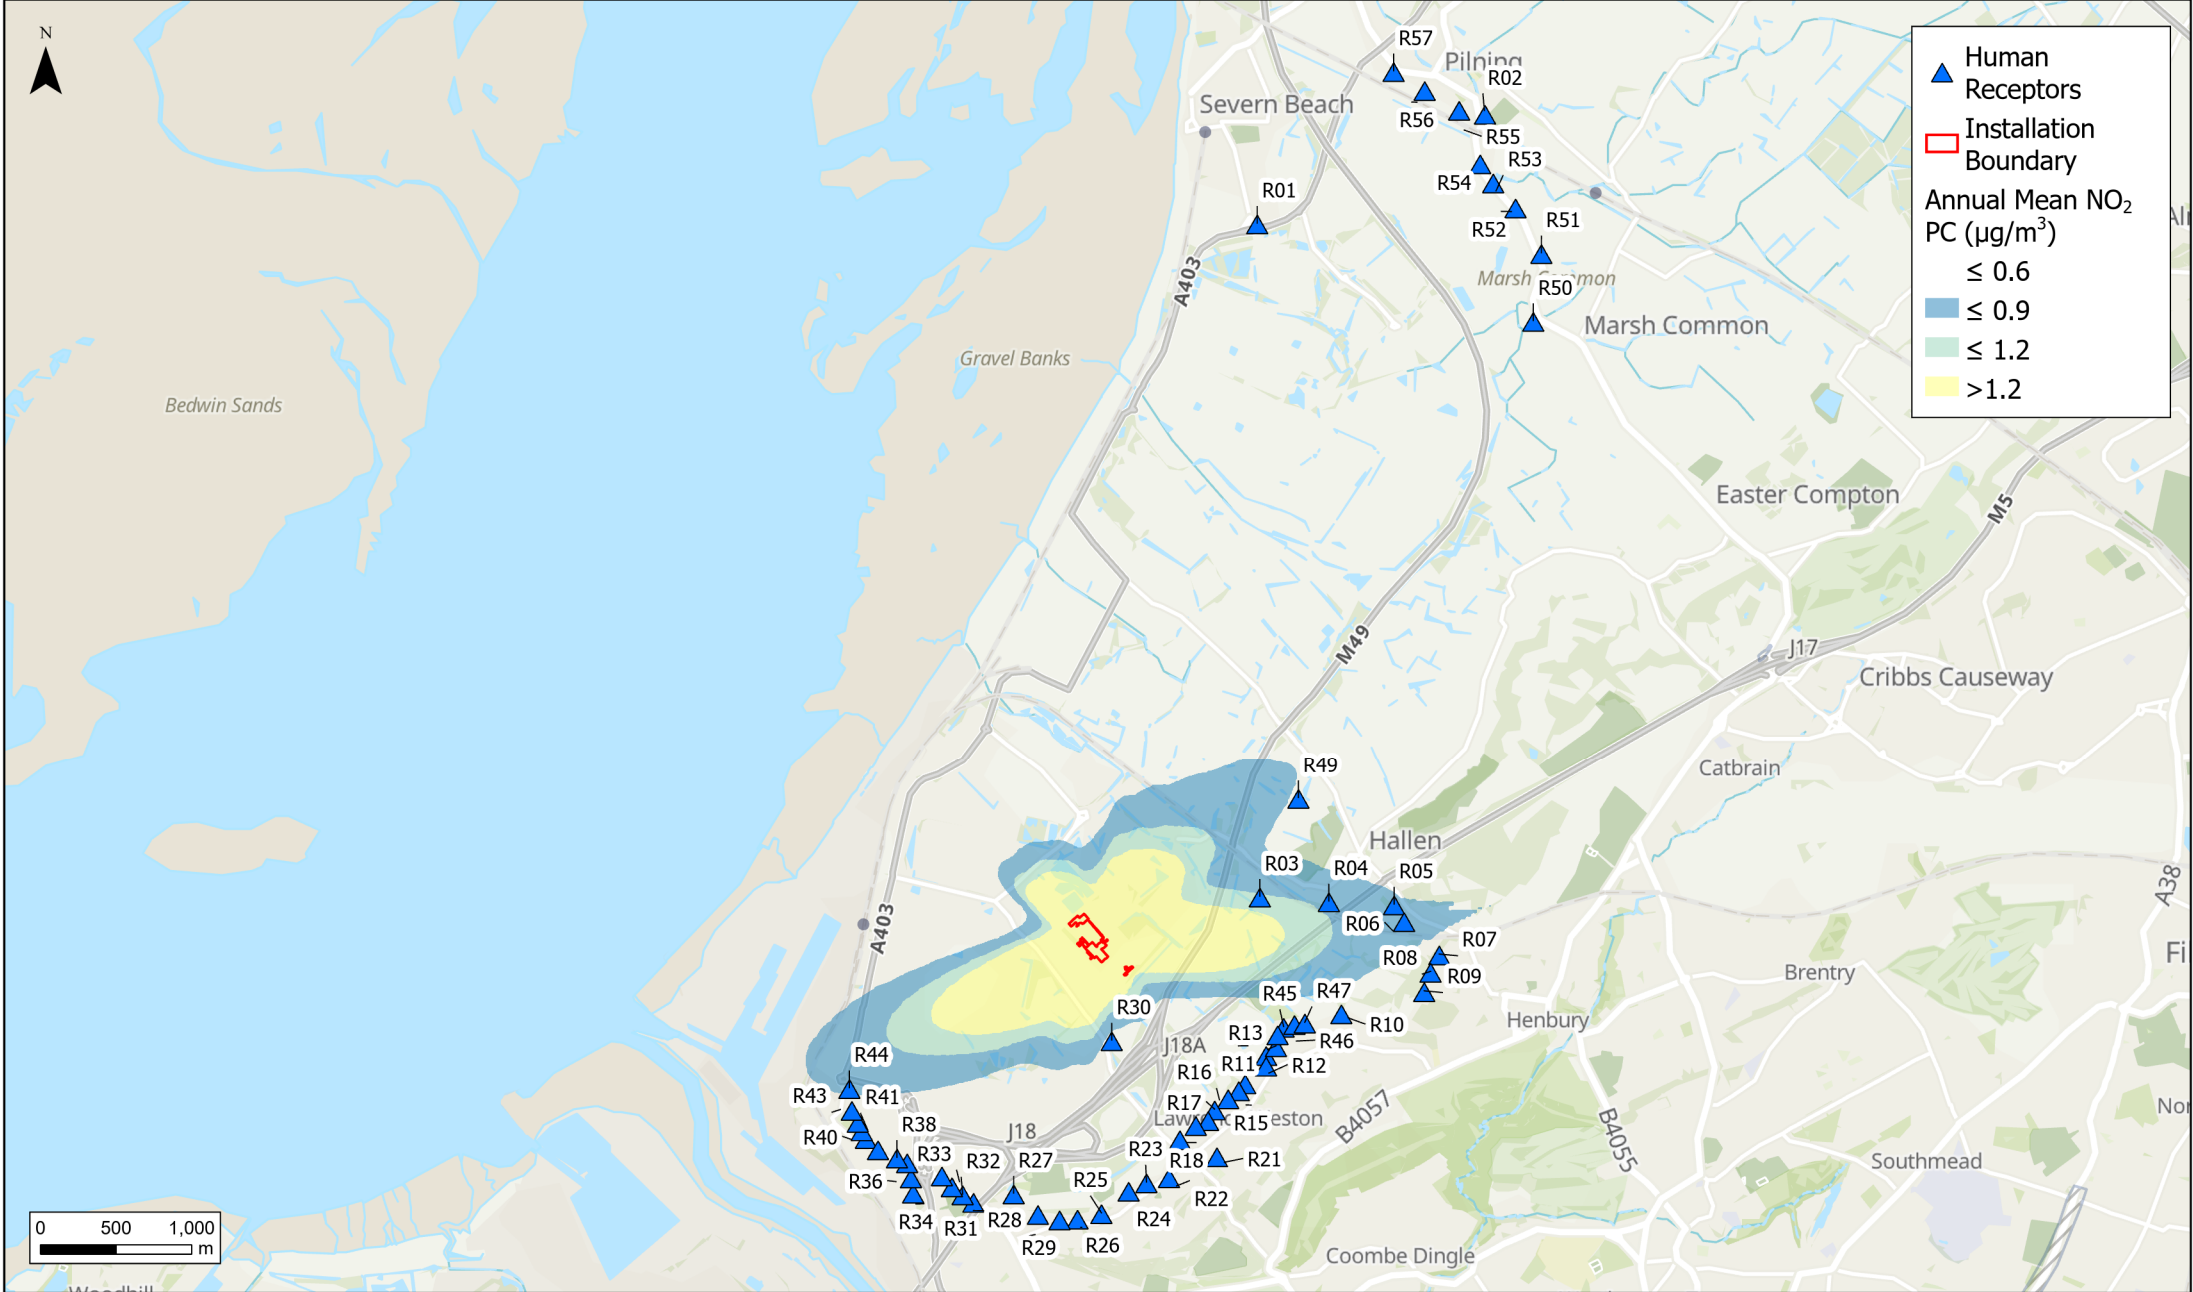 N
R57
Pilning
R02
Severn Beach
R56
R55
R53
R54
R01
R52
R51
A403
Marsh Common
R50
Marsh Common
Gravel Banks
Bedwin Sands
Easter Compton
M5
M49
J17
Cribbs Causeway
Catbrain
R49
Hallen
R03
R04
R05
A38
A403
R06
R07
R08
R09
Brentry
R45
R47
R30
R10
Henbury
R13
R46
J18A
R44
R11
R12
R16
R43
R41
R17
R15
B4057
R40
R38
J18
B4055
R33
R32
R27
R23
R18
R21
Southmead
R36
R25
R22
R34
R31
R28
R24
R29
R26
Coombe Dingle
Human
Receptors
Installation
Boundary
Annual Mean NO₂
PC (µg/m³)
≤ 0.6
≤ 0.9
≤ 1.2
>1.2
0 500 1,000
m